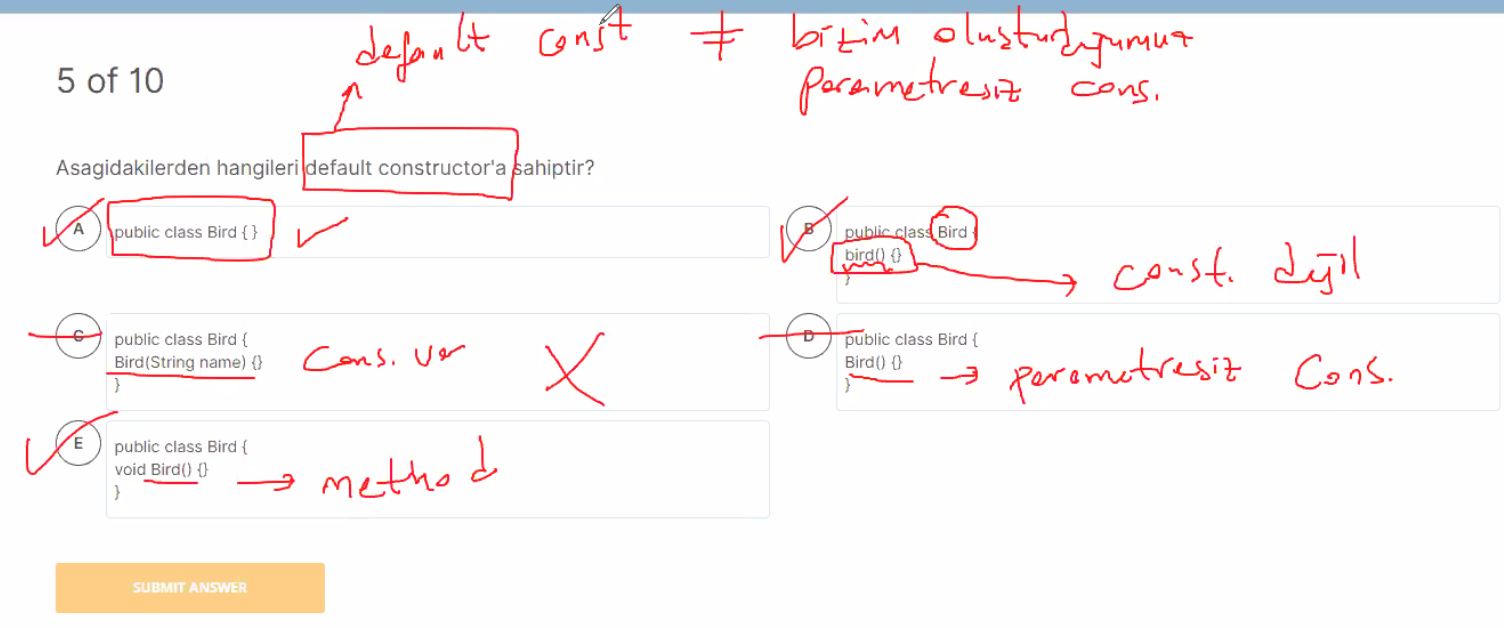 default const ≠ bizim oluşturduğumuz
parametresiz cons.
5 of 10
Asagidakilerden hangileri default constructor'a sahiptir?
A
public class Bird { }
B
public class Bird {
bird() {}
}
const. değil
C
public class Bird {
Bird(String name) {}
}
Cons. var
D
public class Bird {
Bird() {}
}
parametresiz Cons.
E
public class Bird {
void Bird() {}
}
method
SUBMIT ANSWER